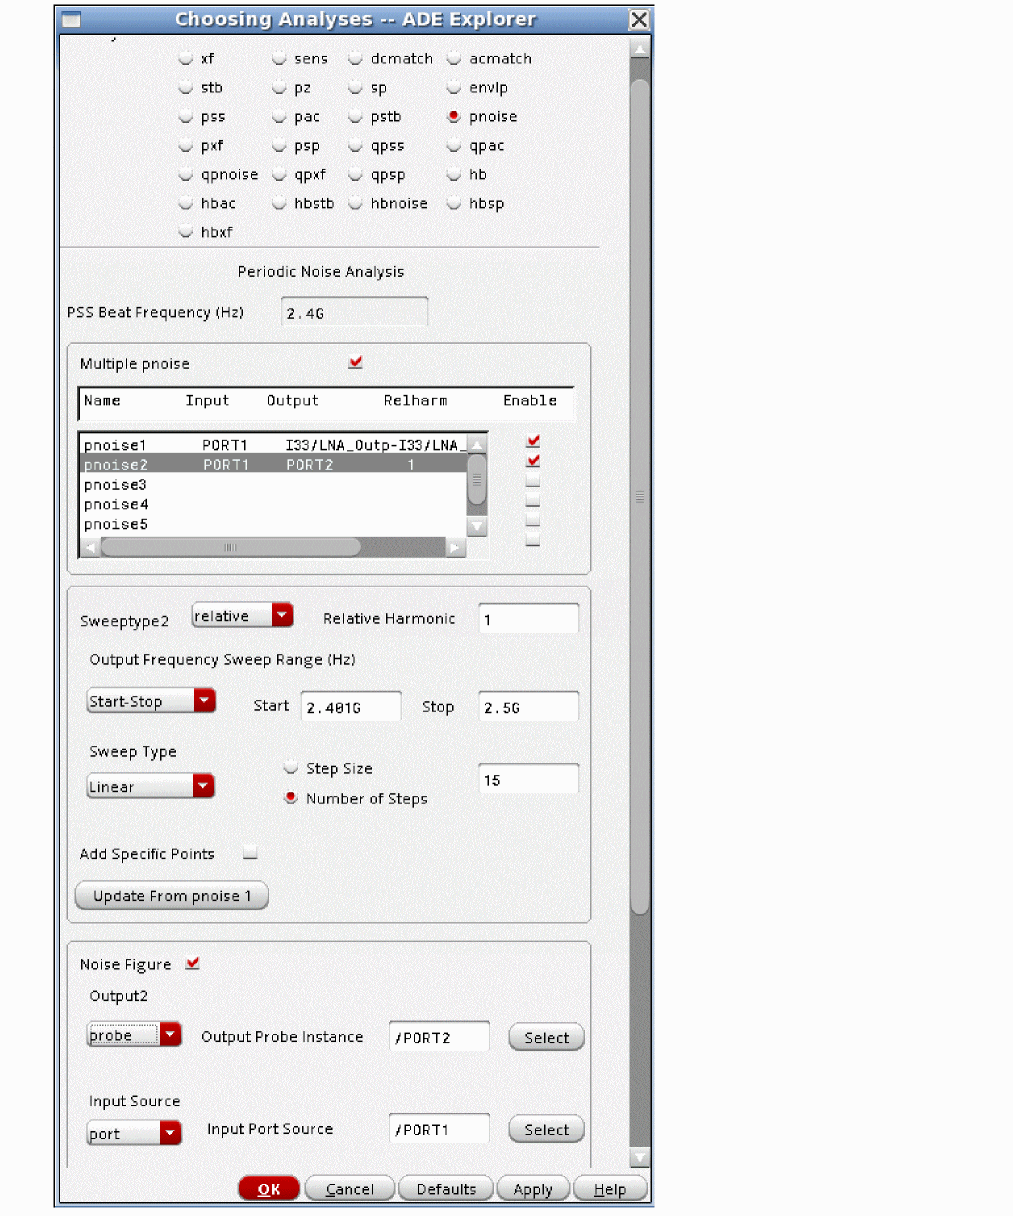 Choosing Analyses -- ADE Explorer
xf sens dcmatch acmatch
stb pz sp envlp
pss pac pstb pnoise
pxf psp qpss qpac
qpnoise qpxf qpsp hb
hbac hbstb hbnoise hbsp
hbxf
Periodic Noise Analysis
PSS Beat Frequency (Hz) 2.4G
Multiple pnoise
Name Input Output Relharm Enable
pnoise1 PORT1 I33/LNA_Outp-I33/LNA_
pnoise2 PORT1 PORT2 1
pnoise3
pnoise4
pnoise5
Sweeptype2 relative Relative Harmonic 1
Output Frequency Sweep Range (Hz)
Start-Stop Start 2.401G Stop 2.5G
Sweep Type
Linear Step Size 15
Number of Steps
Add Specific Points
Update From pnoise 1
Noise Figure
Output2
probe Output Probe Instance /PORT2 Select
Input Source
port Input Port Source /PORT1 Select
OK Cancel Defaults Apply Help